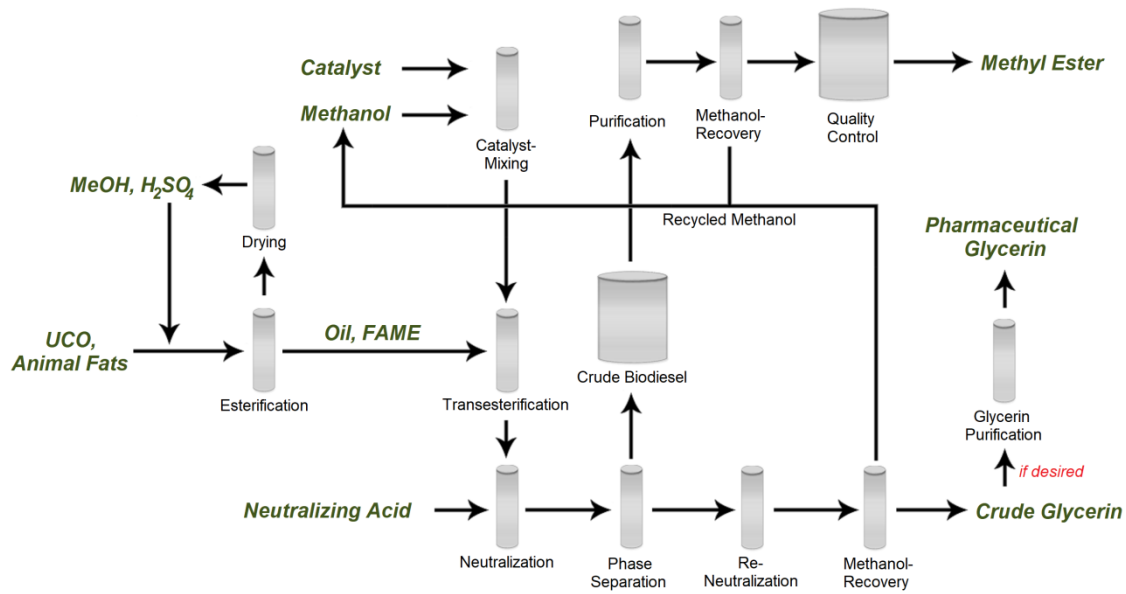 Catalyst
Methanol
Catalyst-
Mixing
Purification
Methanol-
Recovery
Quality
Control
Methyl Ester
MeOH, H₂SO₄
Drying
Recycled Methanol
Pharmaceutical
Glycerin
UCO,
Animal Fats
Esterification
Oil, FAME
Transesterification
Crude Biodiesel
Glycerin
Purification
if desired
Neutralizing Acid
Neutralization
Phase
Separation
Re-
Neutralization
Methanol-
Recovery
Crude Glycerin